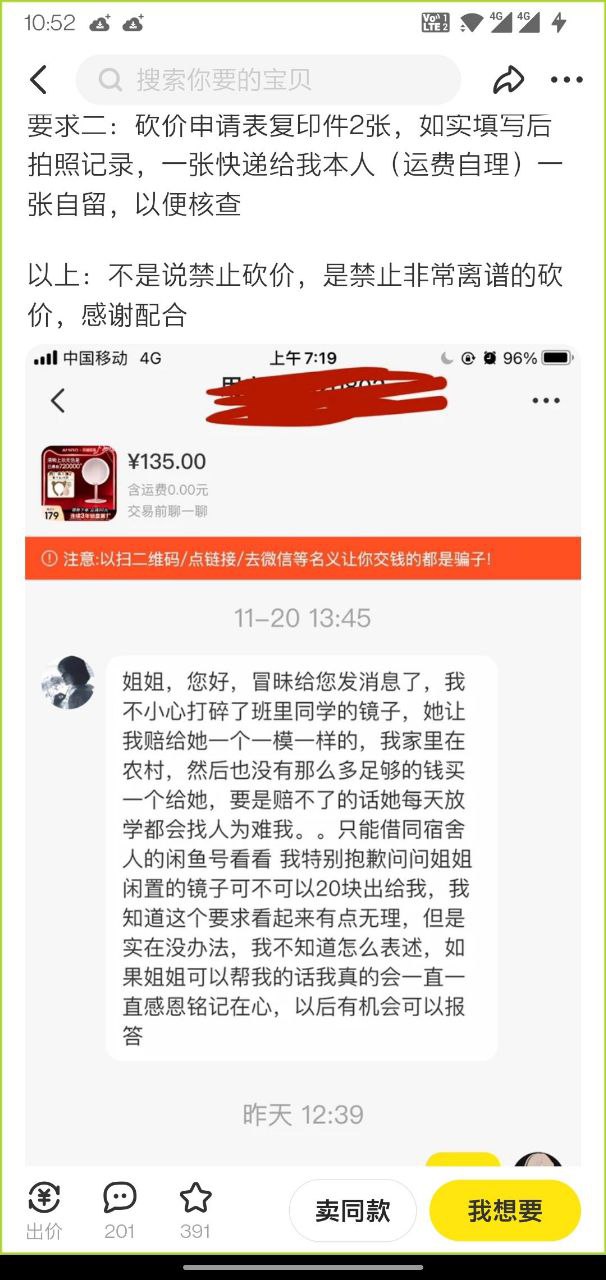 10:52
Vo 1
LTE 2
4G
4G
搜索你要的宝贝
要求二：砍价申请表复印件2张，如实填写后
拍照记录，一张快递给我本人（运费自理）一
张自留，以便核查
以上：不是说禁止砍价，是禁止非常离谱的砍
价，感谢配合
中国移动 4G
上午7:19
96%
¥135.00
含运费0.00元
交易前聊一聊
179
注意:以扫二维码/点链接/去微信等名义让你交钱的都是骗子!
11-20 13:45
姐姐，您好，冒昧给您发消息了，我
不小心打碎了班里同学的镜子，她让
我赔给她一个一模一样的，我家里在
农村，然后也没有那么多足够的钱买
一个给她，要是赔不了的话她每天放
学都会找人为难我。。只能借同宿舍
人的闲鱼号看看 我特别抱歉问问姐姐
闲置的镜子可不可以20块出给我，我
知道这个要求看起来有点无理，但是
实在没办法，我不知道怎么表述，如
果姐姐可以帮我的话我真的会一直一
直感恩铭记在心，以后有机会可以报
答
昨天 12:39
出价
201
391
卖同款
我想要